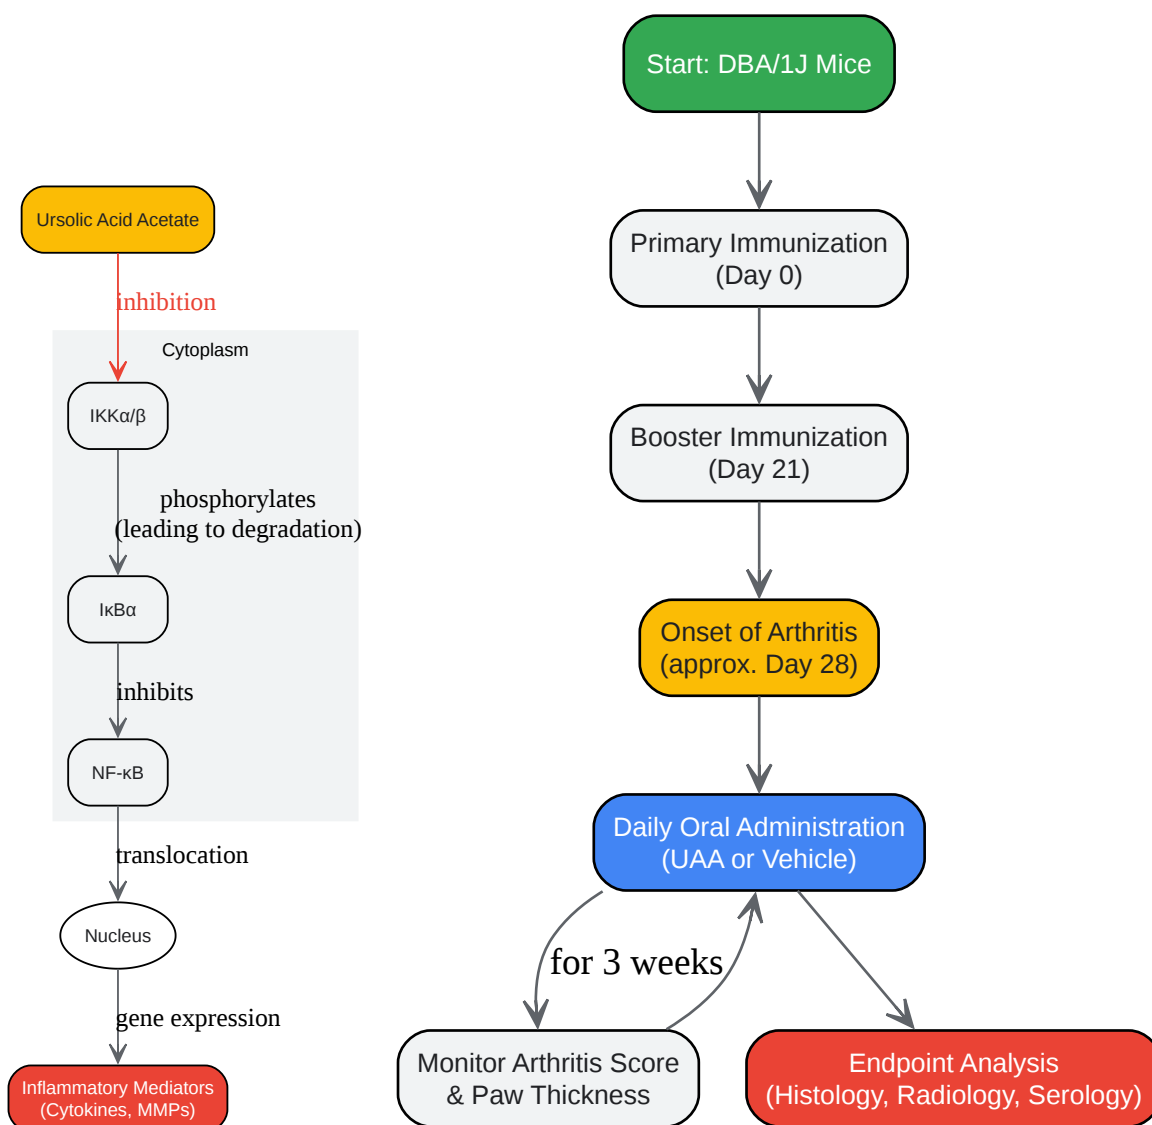 Ursolic Acid Acetate
inhibition
Cytoplasm
IKKα/β
phosphorylates
(leading to degradation)
IκBα
inhibits
NF-κB
translocation
Nucleus
gene expression
Inflammatory Mediators
(Cytokines, MMPs)
Start: DBA/1J Mice
Primary Immunization
(Day 0)
Booster Immunization
(Day 21)
Onset of Arthritis
(approx. Day 28)
Daily Oral Administration
(UAA or Vehicle)
for 3 weeks
Monitor Arthritis Score
& Paw Thickness
Endpoint Analysis
(Histology, Radiology, Serology)